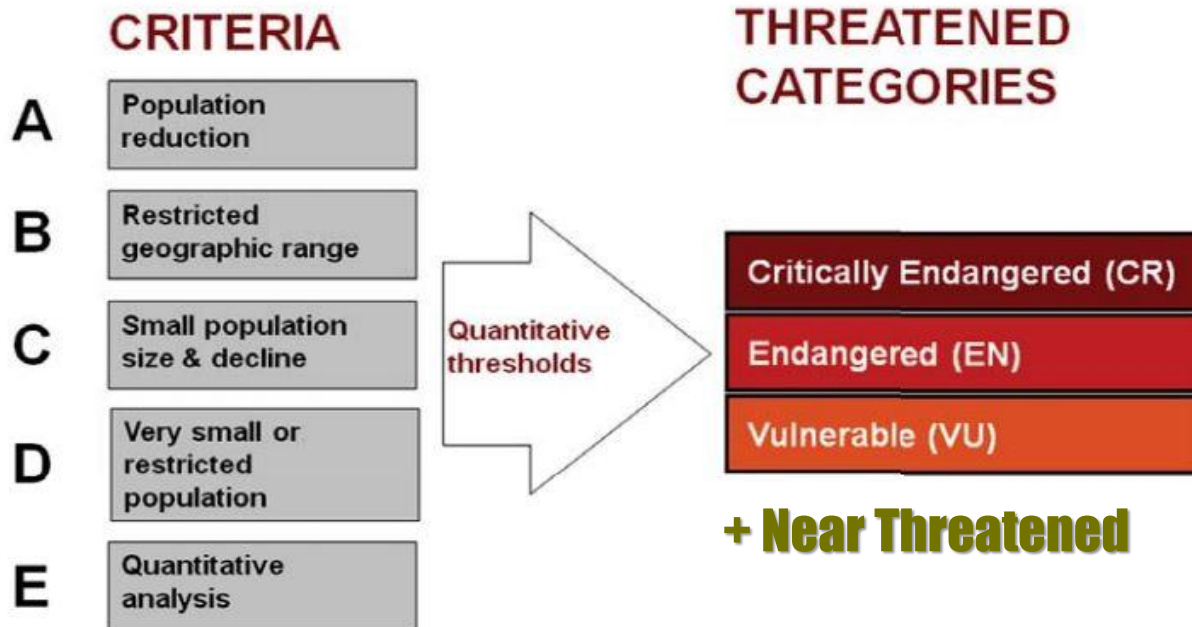 CRITERIA
A
Population
reduction
B
Restricted
geographic range
C
Small population
size & decline
D
Very small or
restricted
population
E
Quantitative
analysis
Quantitative
thresholds
THREATENED
CATEGORIES
Critically Endangered (CR)
Endangered (EN)
Vulnerable (VU)
+ Near Threatened